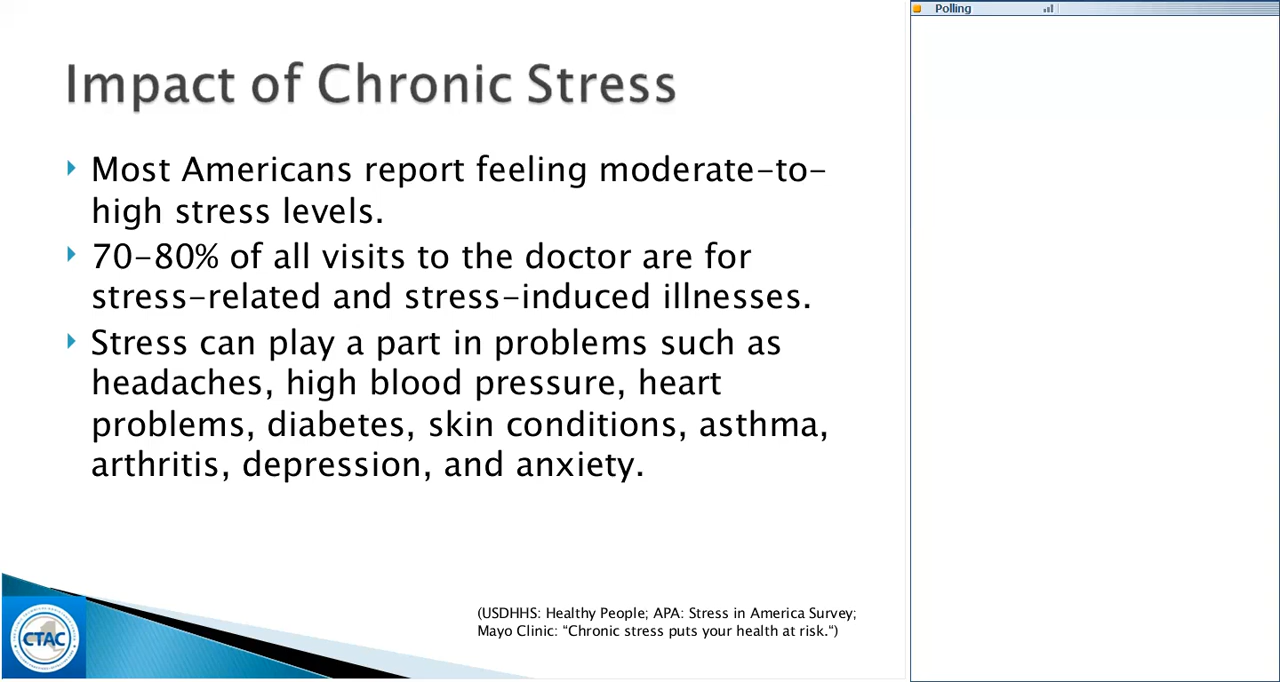 Polling
Impact of Chronic Stress
Most Americans report feeling moderate-to-
high stress levels.
70-80% of all visits to the doctor are for
stress-related and stress-induced illnesses.
Stress can play a part in problems such as
headaches, high blood pressure, heart
problems, diabetes, skin conditions, asthma,
arthritis, depression, and anxiety.
(USDHHS: Healthy People; APA: Stress in America Survey;
Mayo Clinic: "Chronic stress puts your health at risk.")
CTAC